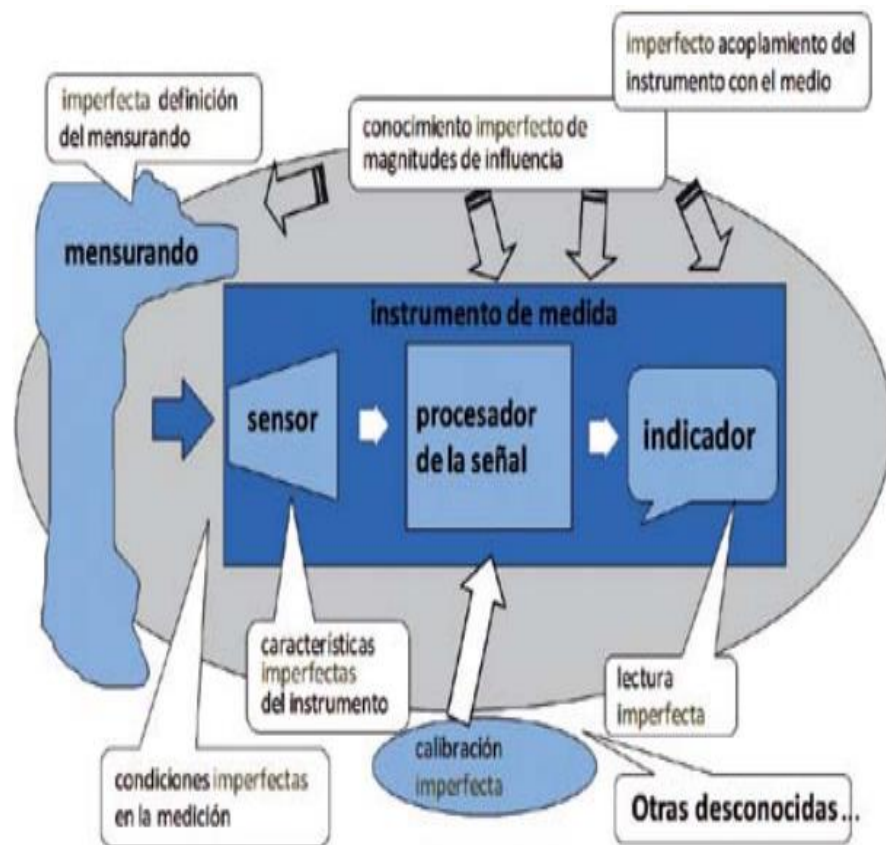 imperfecto acoplamiento del
instrumento con el medio
imperfecta definición
del mensurando
conocimiento imperfecto de
magnitudes de influencia
mensurando
instrumento de medida
sensor
procesador
de la señal
indicador
características
imperfectas
del instrumento
lectura
imperfecta
condiciones imperfectas
en la medición
calibración
imperfecta
Otras desconocidas...